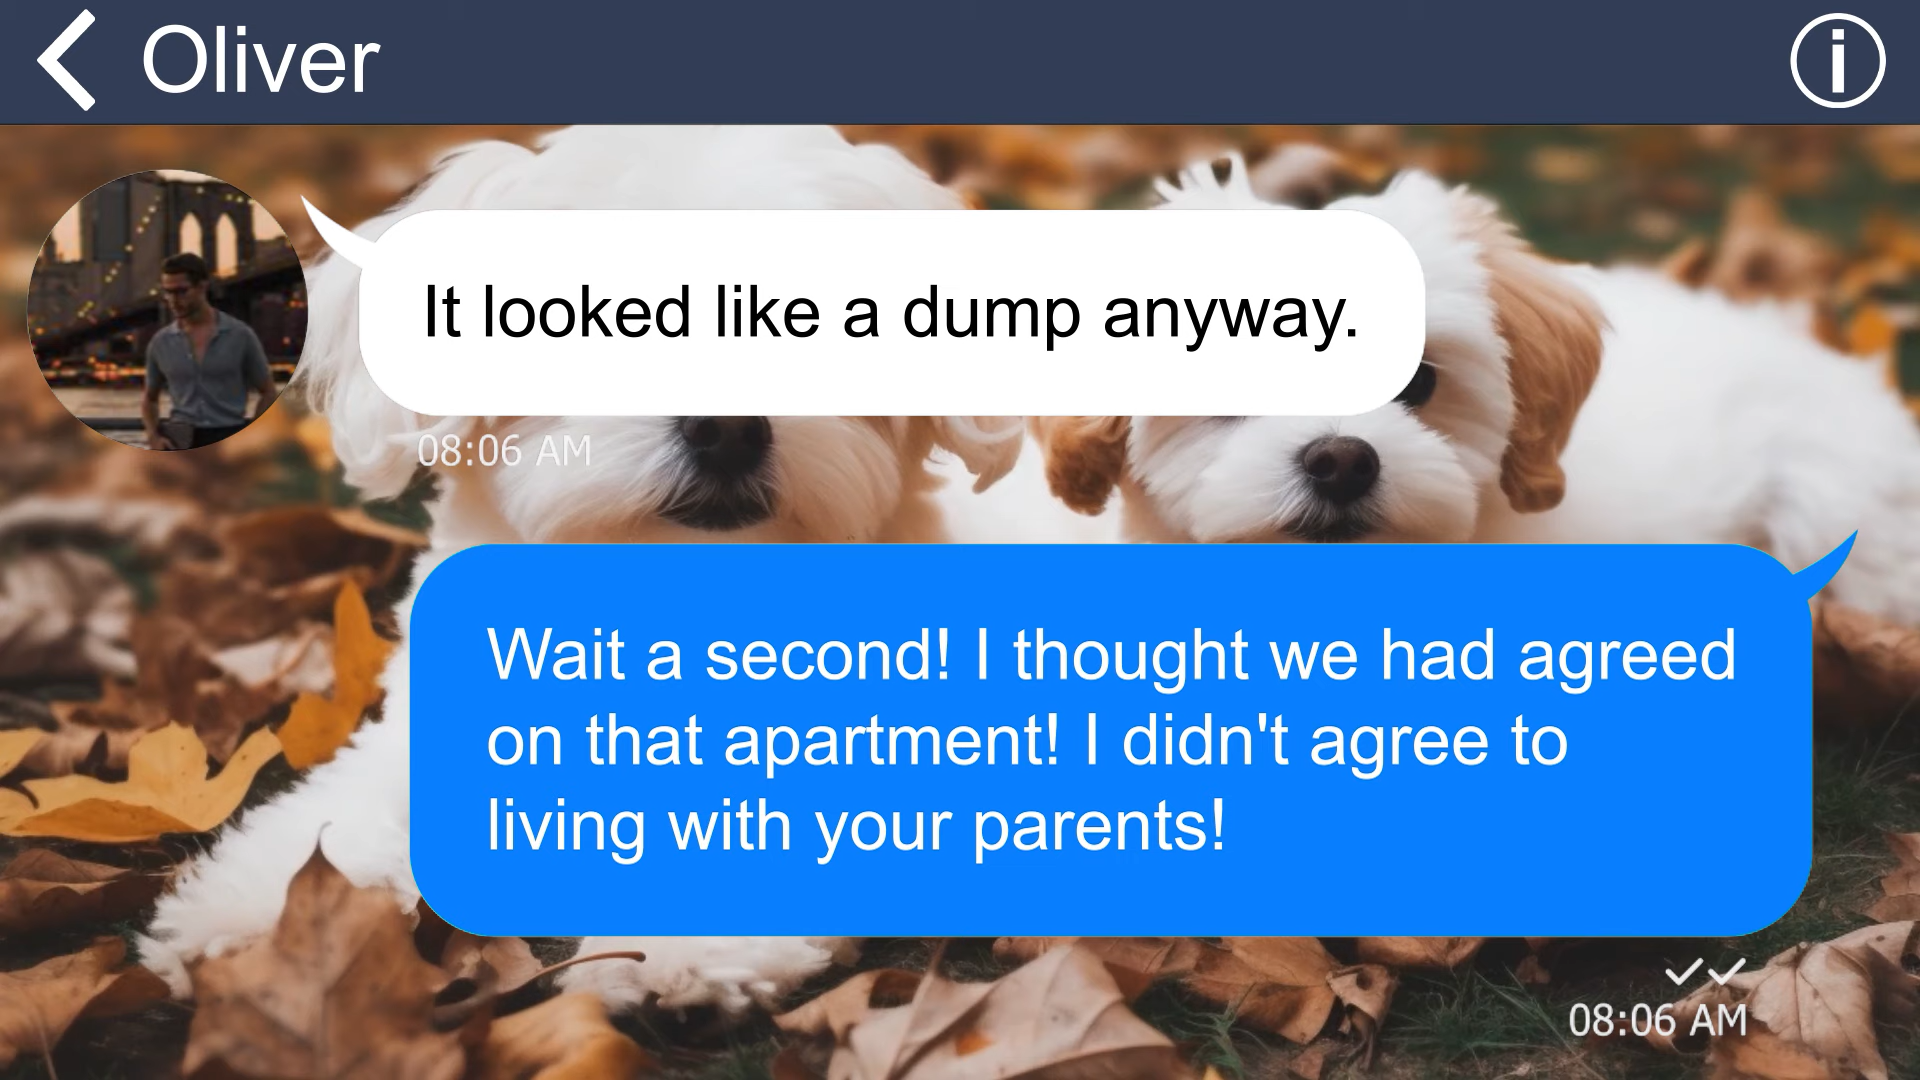 Oliver
It looked like a dump anyway.
08:06 AM
Wait a second! I thought we had agreed
on that apartment! I didn't agree to
living with your parents!
08:06 AM